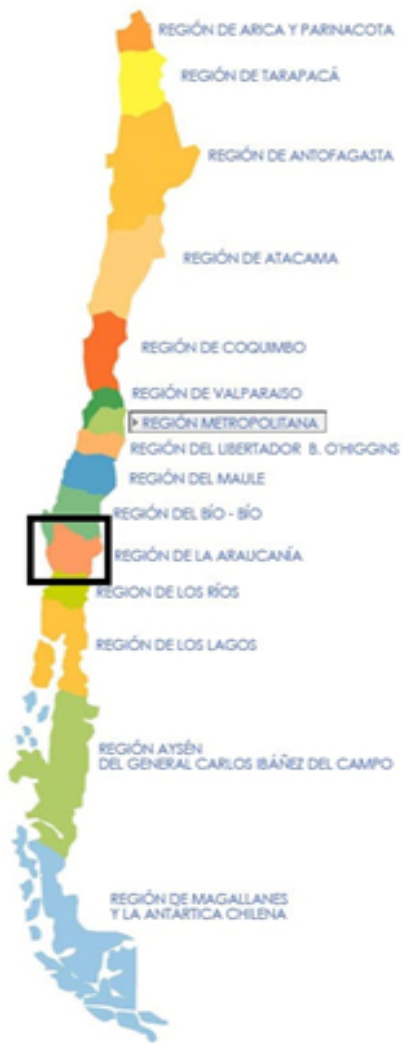 REGIÓN DE ARICA Y PARINACOTA
REGIÓN DE TARAPACÁ
REGIÓN DE ANTOFAGASTA
REGIÓN DE ATACAMA
REGIÓN DE COQUIMBO
REGIÓN DE VALPARAISO
REGIÓN METROPOLITANA
REGIÓN DEL LIBERTADOR B. O'HIGGINS
REGIÓN DEL MAULE
REGIÓN DEL BÍO - BÍO
REGIÓN DE LA ARAUCANÍA
REGION DE LOS RÍOS
REGIÓN DE LOS LAGOS
REGIÓN AYSÉN
DEL GENERAL CARLOS IBÁÑEZ DEL CAMPO
REGIÓN DE MAGALLANES
Y LA ANTÁRTICA CHILENA